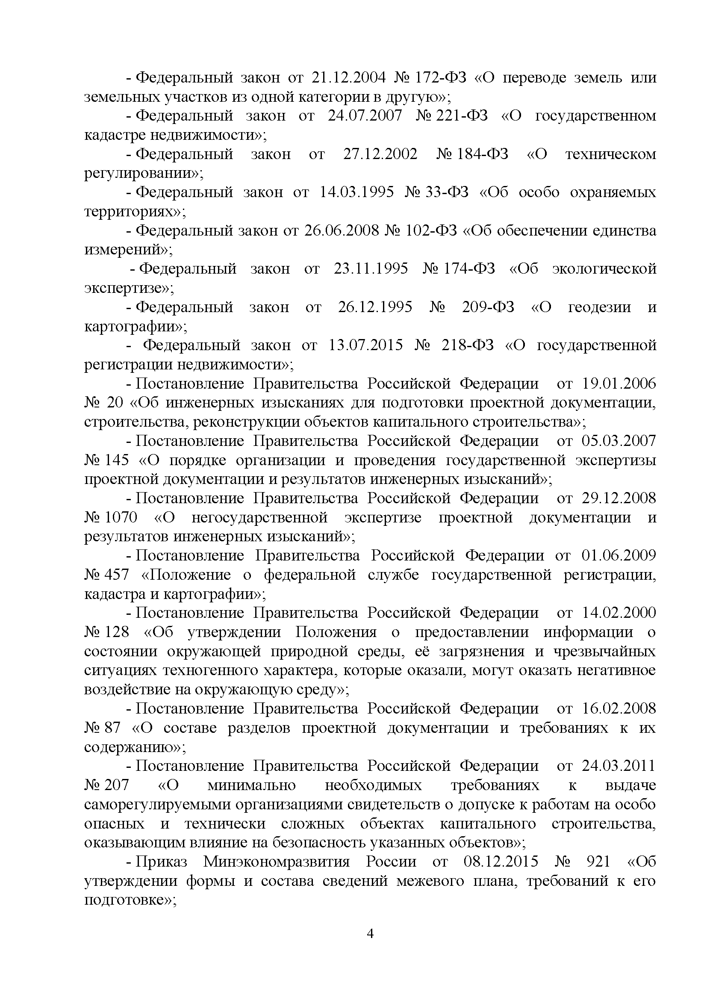 - Федеральный закон от 21.12.2004 № 172-ФЗ «О переводе земель или
земельных участков из одной категории в другую»;
- Федеральный закон от 24.07.2007 № 221-ФЗ «О государственном
кадастре недвижимости»;
- Федеральный закон от 27.12.2002 № 184-ФЗ «О техническом
регулировании»;
- Федеральный закон от 14.03.1995 № 33-ФЗ «Об особо охраняемых
территориях»;
- Федеральный закон от 26.06.2008 № 102-ФЗ «Об обеспечении единства
измерений»;
- Федеральный закон от 23.11.1995 № 174-ФЗ «Об экологической
экспертизе»;
- Федеральный закон от 26.12.1995 № 209-ФЗ «О геодезии и
картографии»;
- Федеральный закон от 13.07.2015 № 218-ФЗ «О государственной
регистрации недвижимости»;
- Постановление Правительства Российской Федерации от 19.01.2006
№ 20 «Об инженерных изысканиях для подготовки проектной документации,
строительства, реконструкции объектов капитального строительства»;
- Постановление Правительства Российской Федерации от 05.03.2007
№ 145 «О порядке организации и проведения государственной экспертизы
проектной документации и результатов инженерных изысканий»;
- Постановление Правительства Российской Федерации от 29.12.2008
№ 1070 «О негосударственной экспертизе проектной документации и
результатов инженерных изысканий»;
- Постановление Правительства Российской Федерации от 01.06.2009
№ 457 «Положение о федеральной службе государственной регистрации,
кадастра и картографии»;
- Постановление Правительства Российской Федерации от 14.02.2000
№ 128 «Об утверждении Положения о предоставлении информации о
состоянии окружающей природной среды, её загрязнения и чрезвычайных
ситуациях техногенного характера, которые оказали, могут оказать негативное
воздействие на окружающую среду»;
- Постановление Правительства Российской Федерации от 16.02.2008
№ 87 «О составе разделов проектной документации и требованиях к их
содержанию»;
- Постановление Правительства Российской Федерации от 24.03.2011
№ 207 «О минимально необходимых требованиях к выдаче
саморегулируемыми организациями свидетельств о допуске к работам на особо
опасных и технически сложных объектах капитального строительства,
оказывающим влияние на безопасность указанных объектов»;
- Приказ Минэкономразвития России от 08.12.2015 № 921 «Об
утверждении формы и состава сведений межевого плана, требований к его
подготовке»;
4